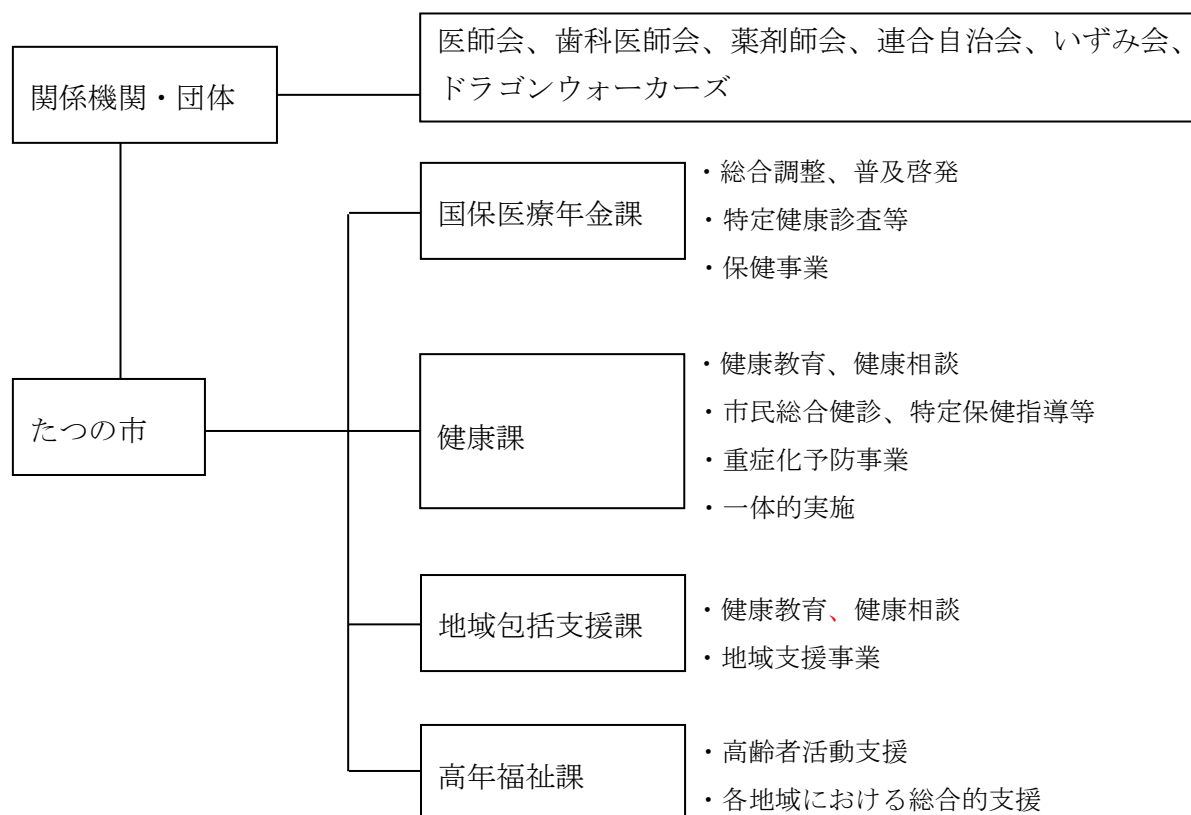 医師会、歯科医師会、薬剤師会、連合自治会、いずみ会、
ドラゴンウォーカーズ
関係機関・団体
国保医療年金課
・総合調整、普及啓発
・特定健康診査等
・保健事業
たつの市
健康課
・健康教育、健康相談
・市民総合健診、特定保健指導等
・重症化予防事業
・一体的実施
地域包括支援課
・健康教育、健康相談
・地域支援事業
高年福祉課
・高齢者活動支援
・各地域における総合的支援